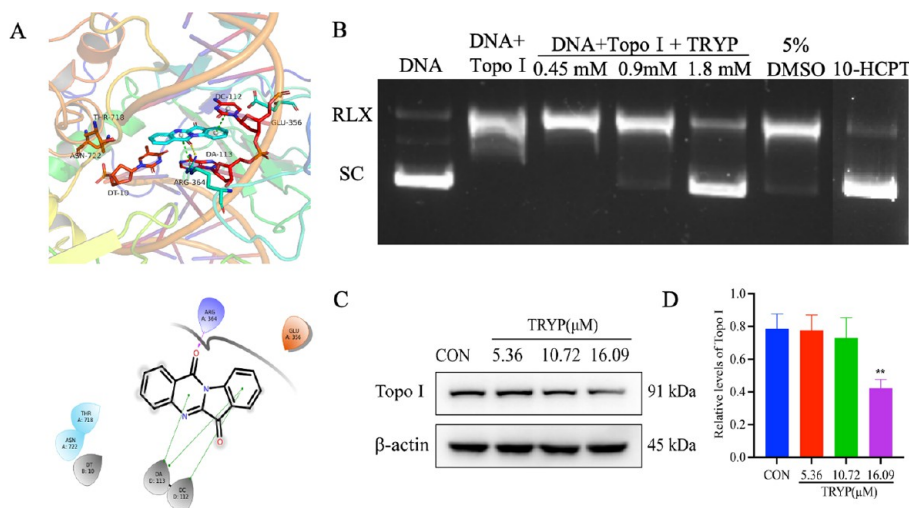 A
DC-112
THR-718
GLU-356
ASN-722
DA-113
ARG-364
DT-10
B
DNA
DNA+
Topo I
DNA+Topo I + TRYP
0.45 mM 0.9mM 1.8 mM
5%
DMSO
10-HCPT
RLX
SC
ARG
A: 364
GLU
A: 356
O
N
N
O
THR
A: 718
ASN
A: 722
DT
B: 10
DA
D: 113
DC
D: 112
C
TRYP(μM)
CON 5.36 10.72 16.09
Topo I 91 kDa
β-actin 45 kDa
D
Relative levels of Topo I
0.8
0.6
0.4
0.2
0.0
**
CON 5.36 10.72 16.09
TRYP(μM)